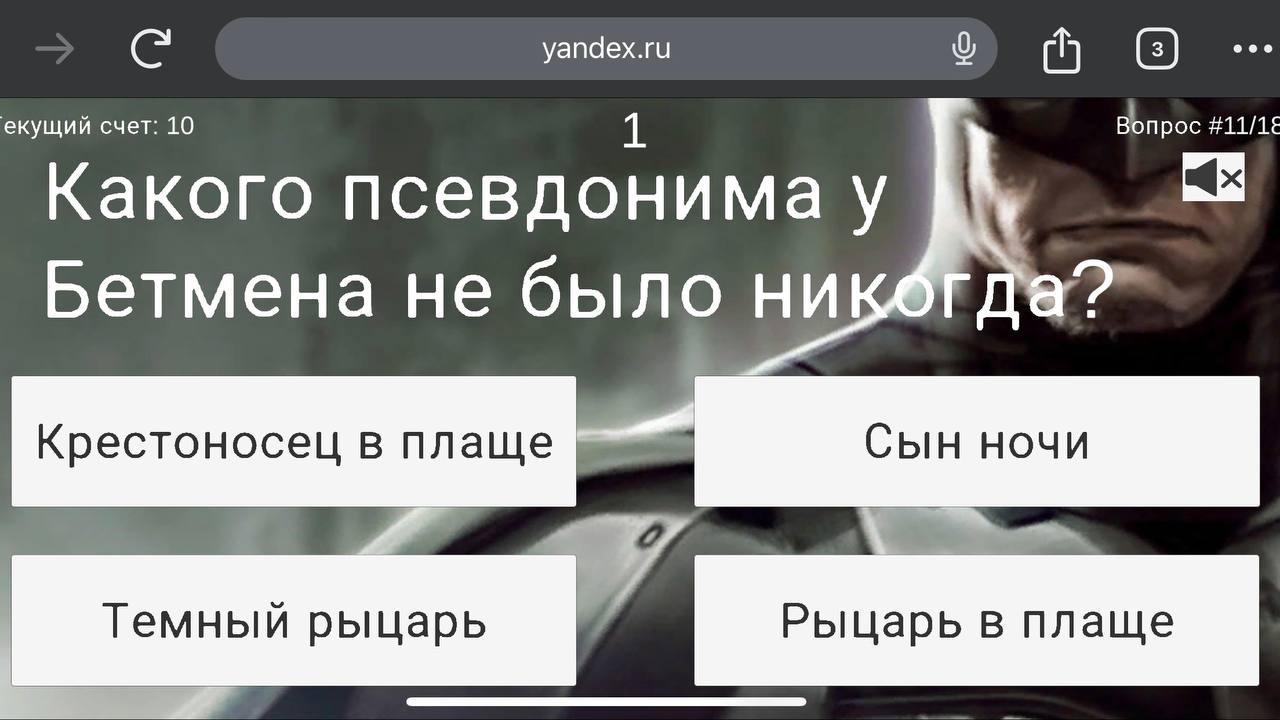 yandex.ru
3
Текущий счет: 10
1
Вопрос #11/18
Какого псевдонима у
Бетмена не было никогда?
Крестоносец в плаще
Сын ночи
Темный рыцарь
Рыцарь в плаще